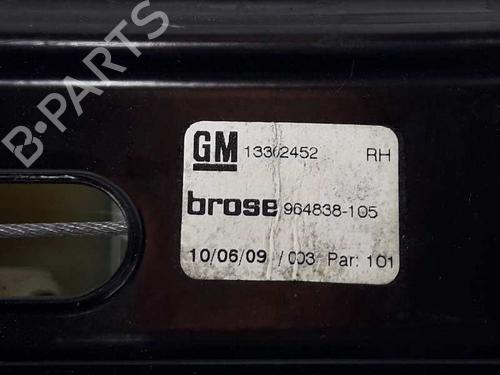 B-PARTS
GM 13302452 RH
brose 964838-105
10/06/09 /003 Par: 101